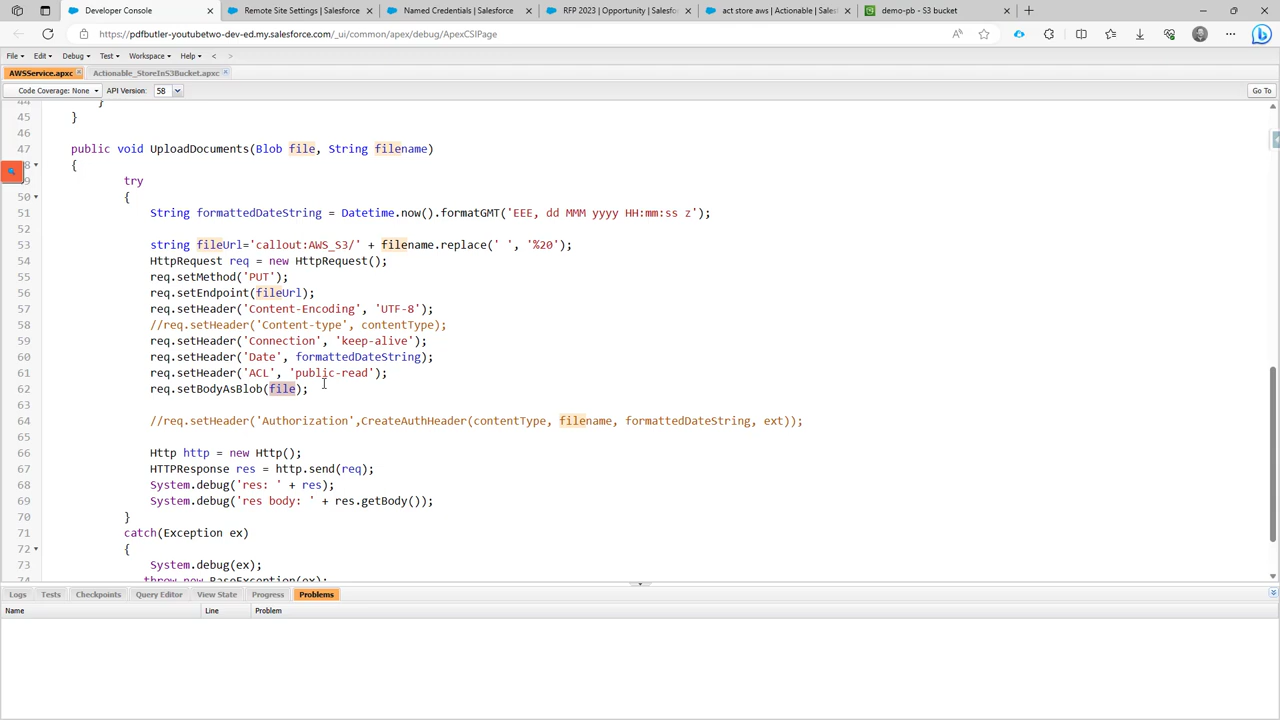 Developer Console
Remote Site Settings | Salesforce
Named Credentials | Salesforce
RFP 2023 | Opportunity | Salesforc
act store aws | Actionable | Sales
demo-pb - S3 bucket
https://pdfbutler-youtubetwo-dev-ed.my.salesforce.com/_ui/common/apex/debug/ApexCSIPage
File Edit Debug Test Workspace Help < >
AWSService.apxc Actionable_StoreInS3Bucket.apxc
Code Coverage: None API Version: 58 Go To
44 }
45 }
46
47 public void UploadDocuments(Blob file, String filename)
8 {
49 try
50 {
51 String formattedDateString = Datetime.now().formatGMT('EEE, dd MMM yyyy HH:mm:ss z');
52
53 string fileUrl='callout:AWS_S3/' + filename.replace(' ', '%20');
54 HttpRequest req = new HttpRequest();
55 req.setMethod('PUT');
56 req.setEndpoint(fileUrl);
57 req.setHeader('Content-Encoding', 'UTF-8');
58 //req.setHeader('Content-type', contentType);
59 req.setHeader('Connection', 'keep-alive');
60 req.setHeader('Date', formattedDateString);
61 req.setHeader('ACL', 'public-read');
62 req.setBodyAsBlob(file);
63
64 //req.setHeader('Authorization',CreateAuthHeader(contentType, filename, formattedDateString, ext));
65
66 Http http = new Http();
67 HTTPResponse res = http.send(req);
68 System.debug('res: ' + res);
69 System.debug('res body: ' + res.getBody());
70 }
71 catch(Exception ex)
72 {
73 System.debug(ex);
74 throw new BaseException(ex);
Logs Tests Checkpoints Query Editor View State Progress Problems
Name Line Problem